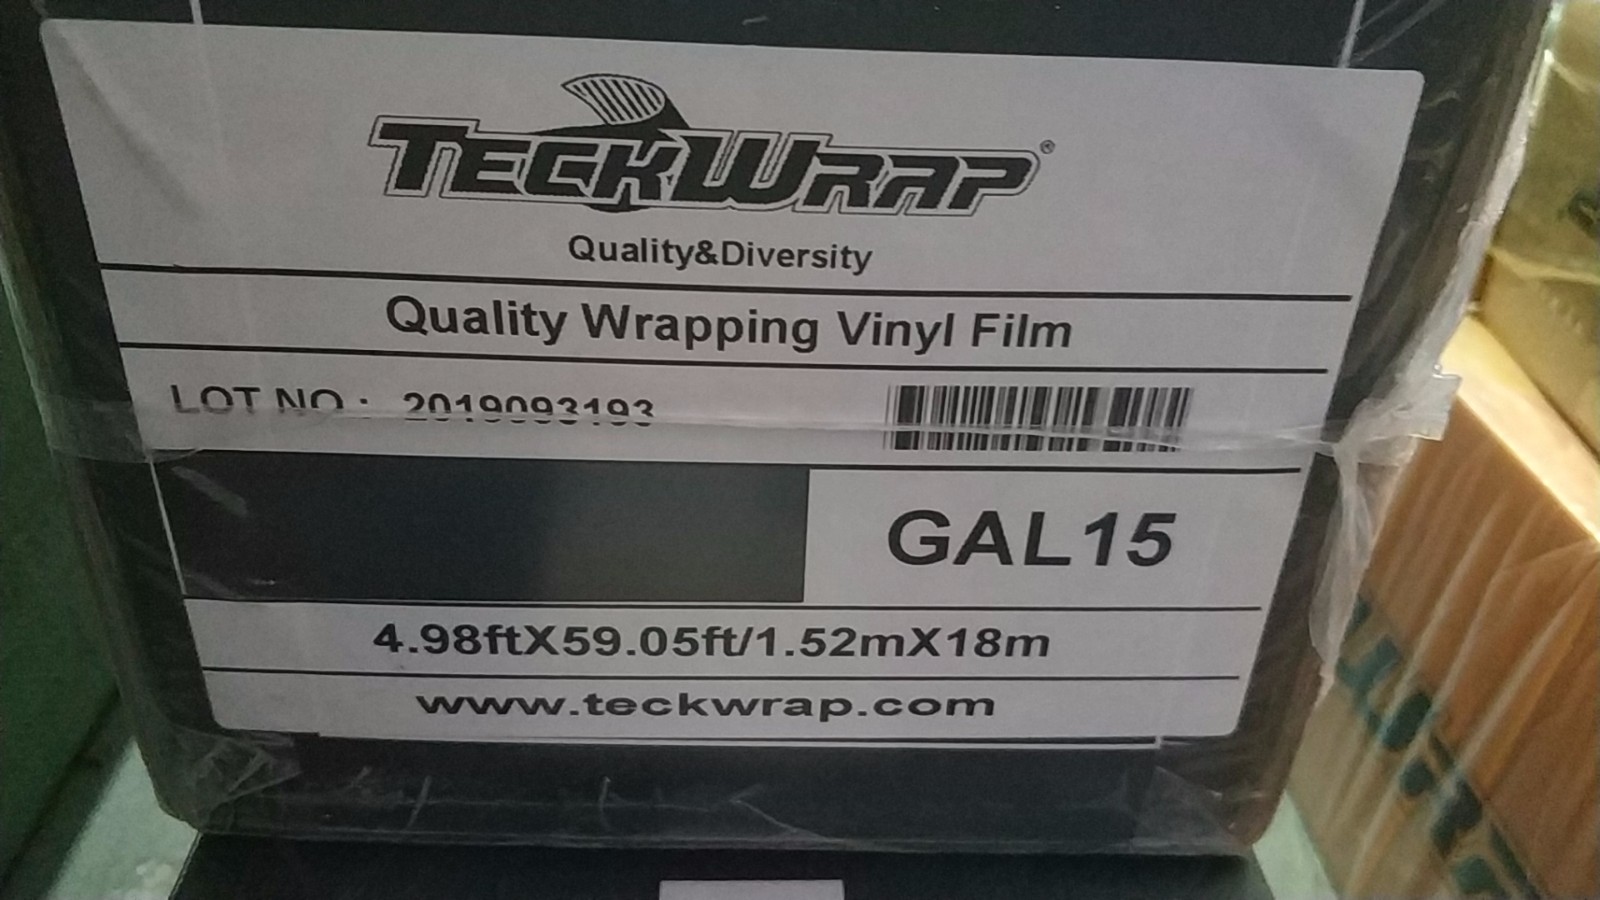 TECKWRAP®
Quality&Diversity
Quality Wrapping Vinyl Film
LOT NO : 2019093193
GAL15
4.98ftX59.05ft/1.52mX18m
www.teckwrap.com